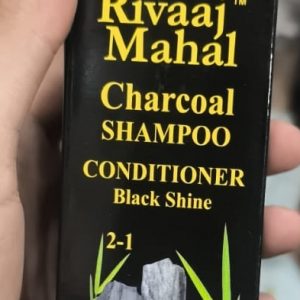 Rivaaj™
Mahal
Charcoal
SHAMPOO
CONDITIONER
Black Shine
2-1